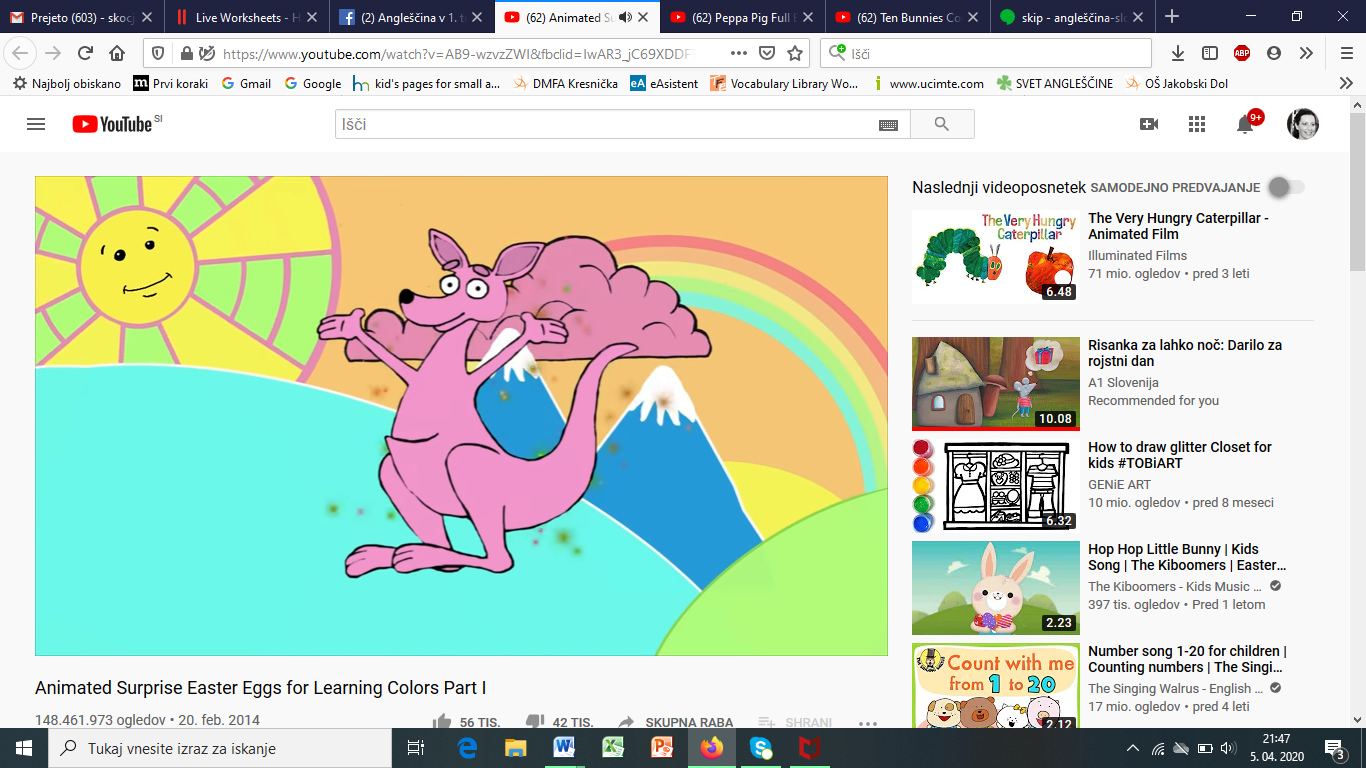 Prejeto (603) - skocj
Live Worksheets - H
(2) Angleščina v 1. t
(62) Animated Su
(62) Peppa Pig Full E
(62) Ten Bunnies Co
skip - angleščina-slo
https://www.youtube.com/watch?v=AB9-wzvzZWI&fbclid=IwAR3_jC69XDDF
Išči
Najbolj obiskano
Prvi koraki
Gmail
Google
kid's pages for small a...
DMFA Kresnička
eA eAsistent
Vocabulary Library Wo...
www.ucimte.com
SVET ANGLEŠČINE
OŠ Jakobski Dol
YouTube SI
Išči
9+
Naslednji videoposnetek SAMODEJNO PREDVAJANJE
The Very Hungry Caterpillar
6.48
The Very Hungry Caterpillar -
Animated Film
Illuminated Films
71 mio. ogledov • pred 3 leti
10.08
Risanka za lahko noč: Darilo za
rojstni dan
A1 Slovenija
Recommended for you
6.32
How to draw glitter Closet for
kids #TOBiART
GENiE ART
10 mio. ogledov • pred 8 meseci
2.23
Hop Hop Little Bunny | Kids
Song | The Kiboomers | Easter...
The Kiboomers - Kids Music ...
397 tis. ogledov • Pred 1 letom
Count with me
from 1 to 20
2.12
Number song 1-20 for children |
Counting numbers | The Singi...
The Singing Walrus - English ...
17 mio. ogledov • pred 4 leti
Animated Surprise Easter Eggs for Learning Colors Part I
148.461.973 ogledov • 20. feb. 2014
56 TIS.
42 TIS.
SKUPNA RABA
SHRANI
Tukaj vnesite izraz za iskanje
21:47
5. 04. 2020
3